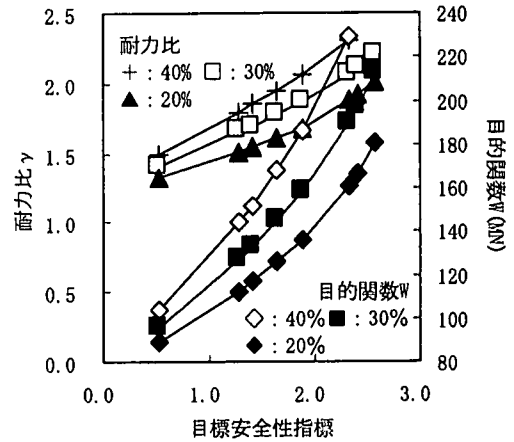 2.5
2.0
1.5
1.0
0.5
0.0
耐力比γ
耐力比
+ : 40% □ : 30%
▲ : 20%
目的関数W
◇ : 40% ■ : 30%
◆ : 20%
240
220
200
180
160
140
120
100
80
目的関数W(MN)
0.0 1.0 2.0 3.0
目標安全性指標